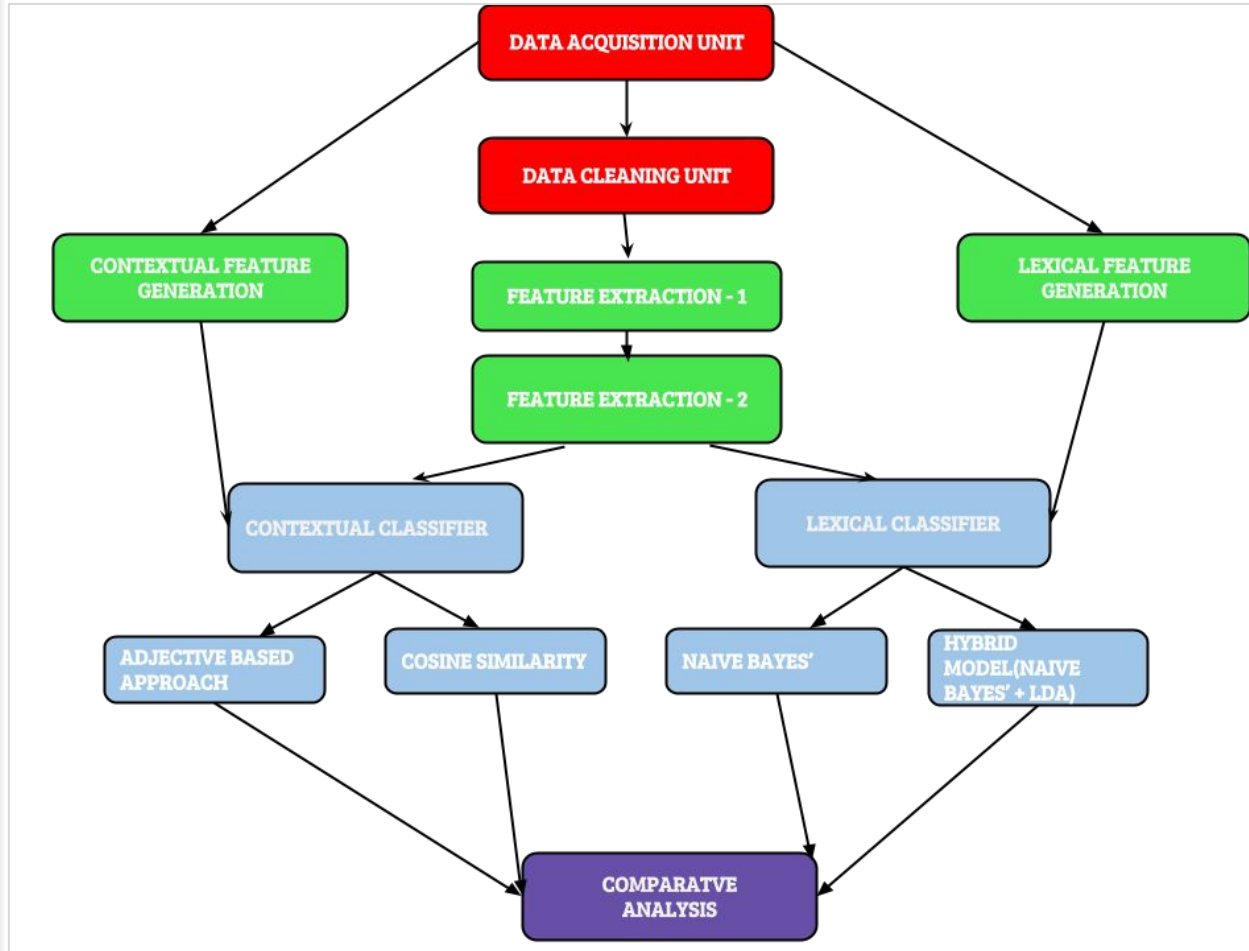 DATA ACQUISITION UNIT
DATA CLEANING UNIT
CONTEXTUAL FEATURE
GENERATION
FEATURE EXTRACTION - 1
LEXICAL FEATURE
GENERATION
FEATURE EXTRACTION - 2
CONTEXTUAL CLASSIFIER
LEXICAL CLASSIFIER
ADJECTIVE BASED
APPROACH
COSINE SIMILARITY
NAIVE BAYES’
HYBRID
MODEL(NAIVE
BAYES’ + LDA)
COMPARATVE
ANALYSIS